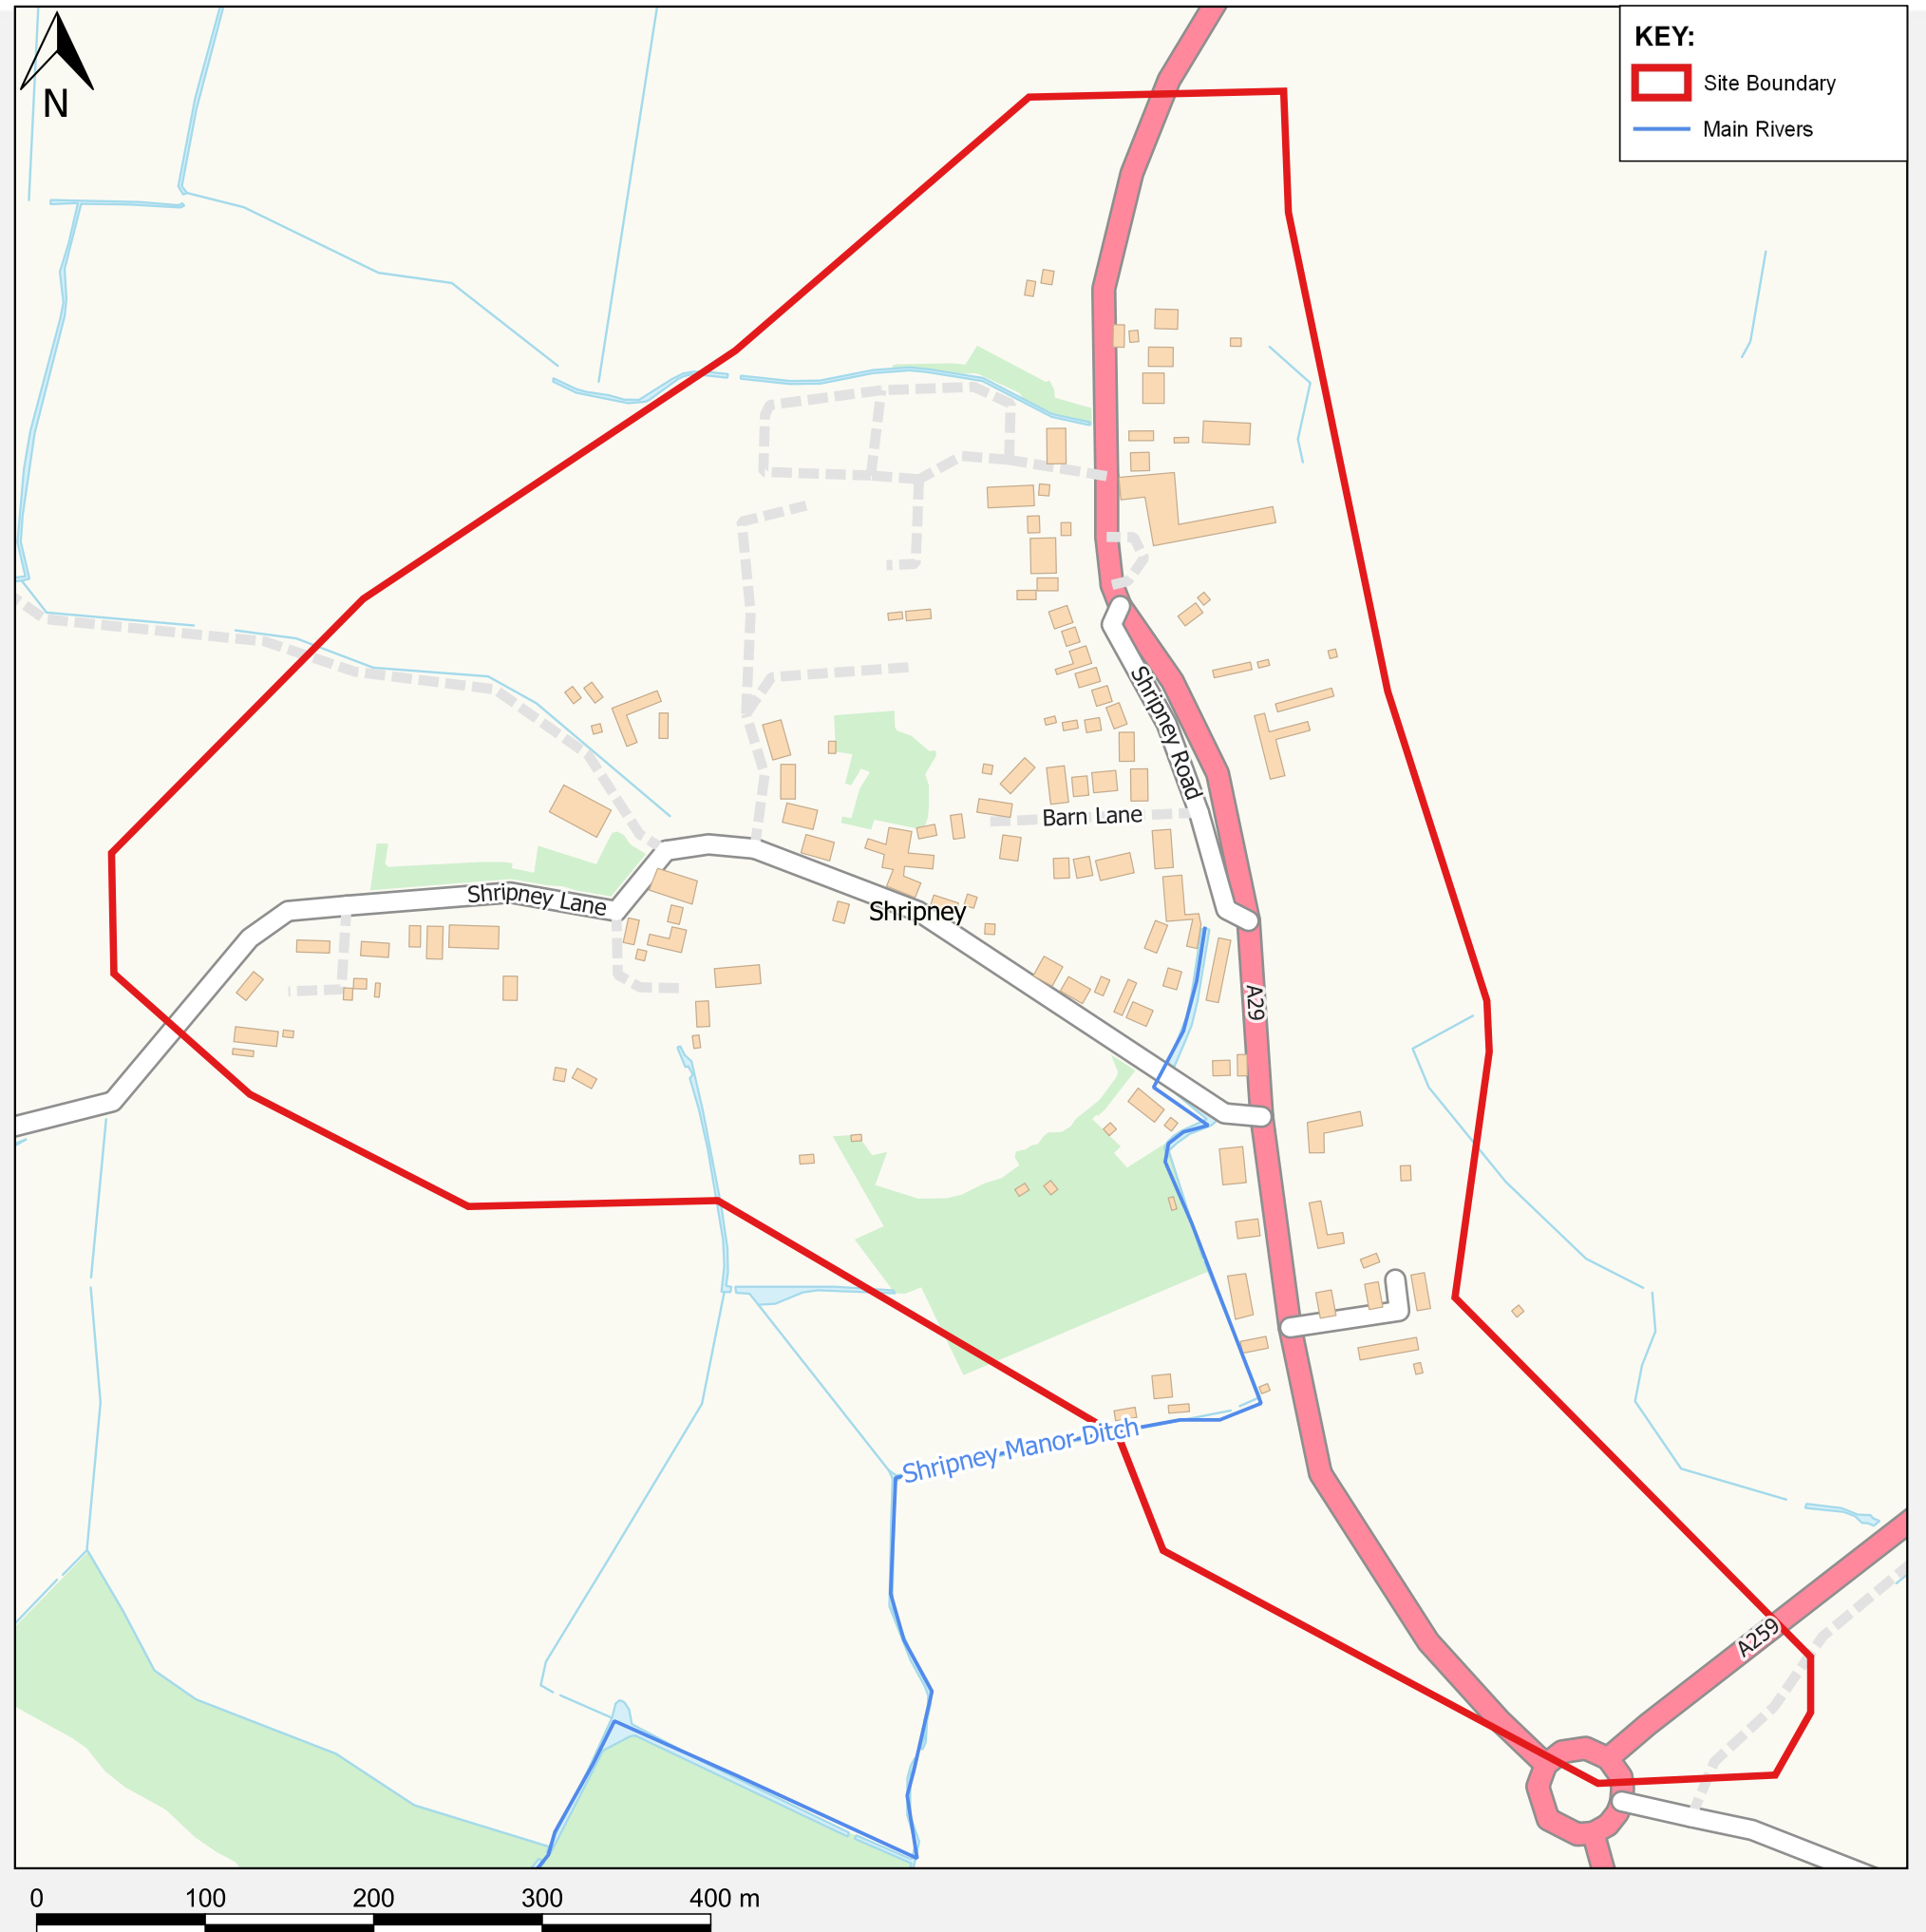 KEY:
Site Boundary
Main Rivers
N
Shripney Road
Barn Lane
Shripney Lane
Shripney
A29
Shripney-Manor-Ditch
A259
0 100 200 300 400 m